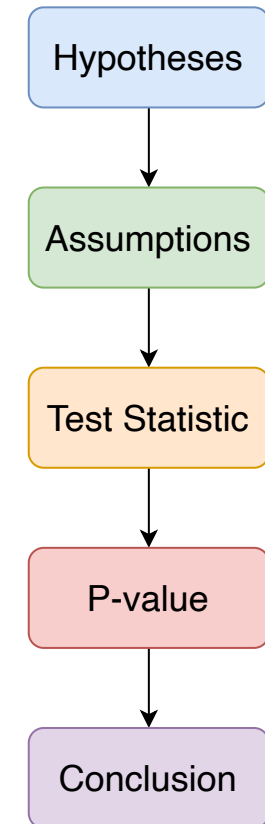 Hypotheses
Assumptions
Test Statistic
P-value
Conclusion